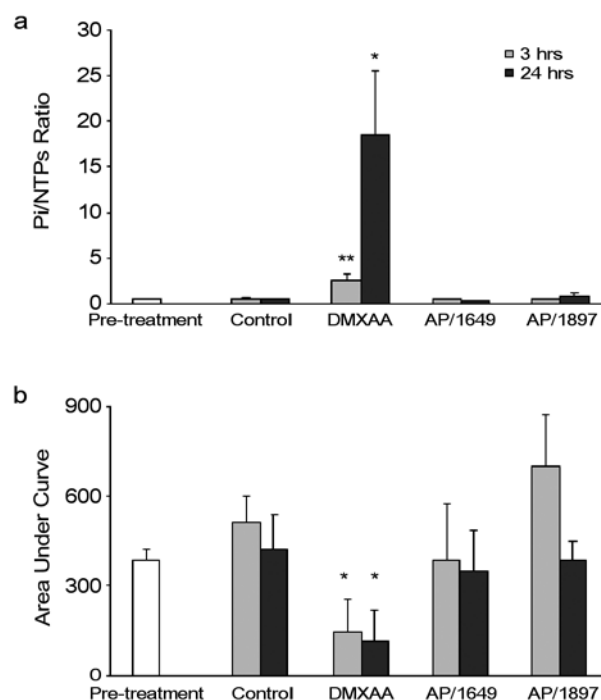 a
30
25
20
15
10
5
0
Pi/NTPs Ratio
3 hrs
24 hrs
*
**
Pre-treatment Control DMXAA AP/1649 AP/1897
b
900
600
300
0
Area Under Curve
* *
Pre-treatment Control DMXAA AP/1649 AP/1897